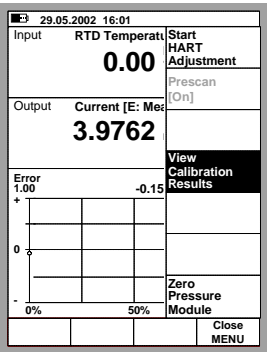 29.05.2002 16:01
Input RTD Temperatu
0.00
Output Current [E: Mea
3.9762
Error
1.00 -0.15
+
0
-
0% 50%
Start
HART
Adjustment
Prescan
[On]
View
Calibration
Results
Zero
Pressure
Module
Close
MENU